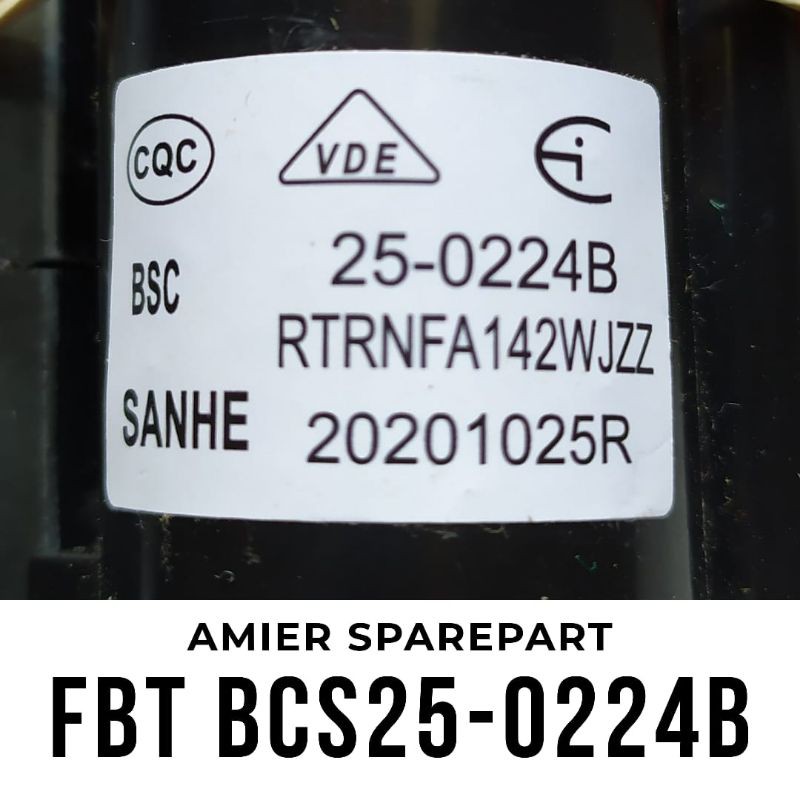 CQC
VDE
BSC 25-0224B
RTRNFA142WJZZ
SANHE 20201025R
AMIER SPAREPART
FBT BCS25-0224B